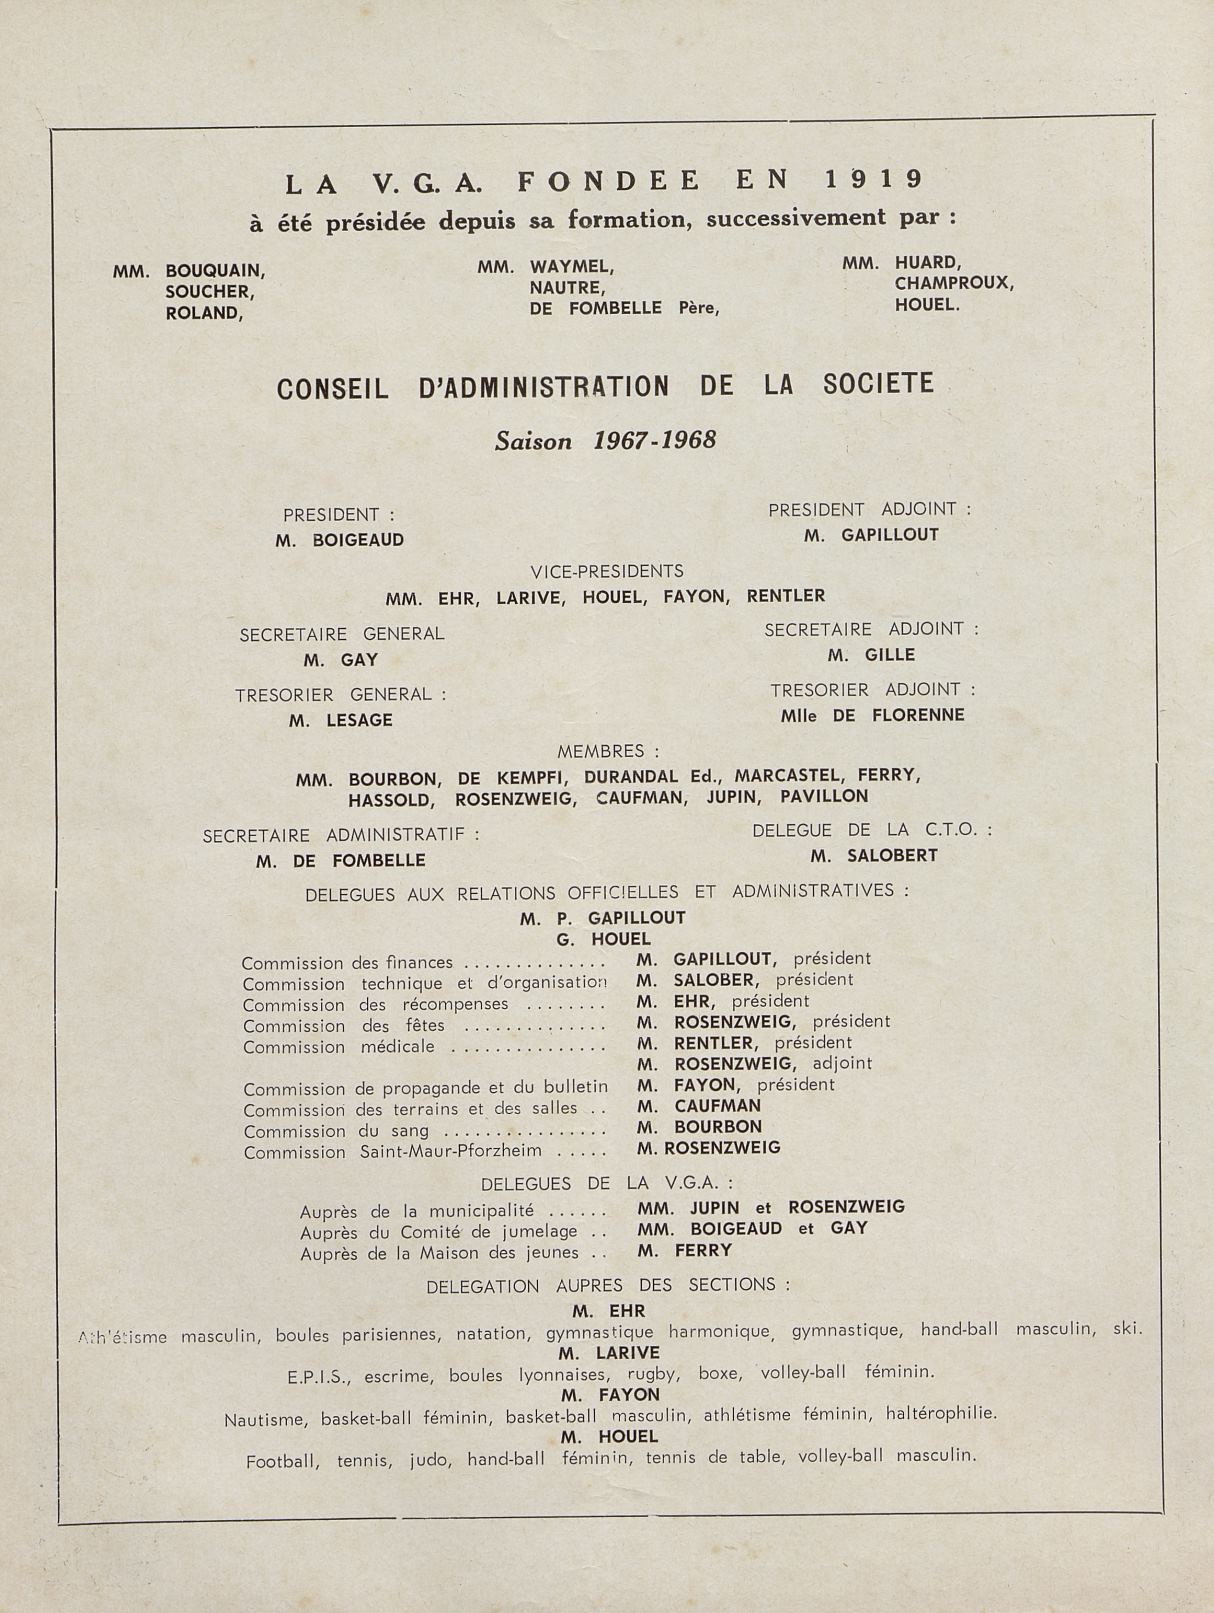 LA V. G. A. FONDEE EN 1919
à été présidée depuis sa formation, successivement par :
MM. BOUQUAIN,
SOUCHER,
ROLAND,
MM. WAYMEL,
NAUTRE,
DE FOMBELLE Père,
MM. HUARD,
CHAMPROUX,
HOUEL.
CONSEIL D'ADMINISTRATION DE LA SOCIETE
Saison 1967-1968
PRESIDENT :
M. BOIGEAUD
PRESIDENT ADJOINT :
M. GAPILLOUT
VICE-PRESIDENTS
MM. EHR, LARIVE, HOUEL, FAYON, RENTLER
SECRETAIRE GENERAL
M. GAY
SECRETAIRE ADJOINT :
M. GILLE
TRESORIER GENERAL :
M. LESAGE
TRESORIER ADJOINT :
Mlle DE FLORENNE
MEMBRES :
MM. BOURBON, DE KEMPFI, DURANDAL Ed., MARCASTEL, FERRY,
HASSOLD, ROSENZWEIG, CAUFMAN, JUPIN, PAVILLON
SECRETAIRE ADMINISTRATIF :
M. DE FOMBELLE
DELEGUE DE LA C.T.O. :
M. SALOBERT
DELEGUES AUX RELATIONS OFFICIELLES ET ADMINISTRATIVES :
M. P. GAPILLOUT
G. HOUEL
Commission des finances .............. M. GAPILLOUT, président
Commission technique et d'organisation M. SALOBER, président
Commission des récompenses ........ M. EHR, président
Commission des fêtes .............. M. ROSENZWEIG, président
Commission médicale ............... M. RENTLER, président
M. ROSENZWEIG, adjoint
Commission de propagande et du bulletin M. FAYON, président
Commission des terrains et des salles .. M. CAUFMAN
Commission du sang ................ M. BOURBON
Commission Saint-Maur-Pforzheim ..... M. ROSENZWEIG
DELEGUES DE LA V.G.A. :
Auprès de la municipalité ...... MM. JUPIN et ROSENZWEIG
Auprès du Comité de jumelage .. MM. BOIGEAUD et GAY
Auprès de la Maison des jeunes .. M. FERRY
DELEGATION AUPRES DES SECTIONS :
M. EHR
Ath'étisme masculin, boules parisiennes, natation, gymnastique harmonique, gymnastique, hand-ball masculin, ski.
M. LARIVE
E.P.I.S., escrime, boules lyonnaises, rugby, boxe, volley-ball féminin.
M. FAYON
Nautisme, basket-ball féminin, basket-ball masculin, athlétisme féminin, haltérophilie.
M. HOUEL
Football, tennis, judo, hand-ball féminin, tennis de table, volley-ball masculin.